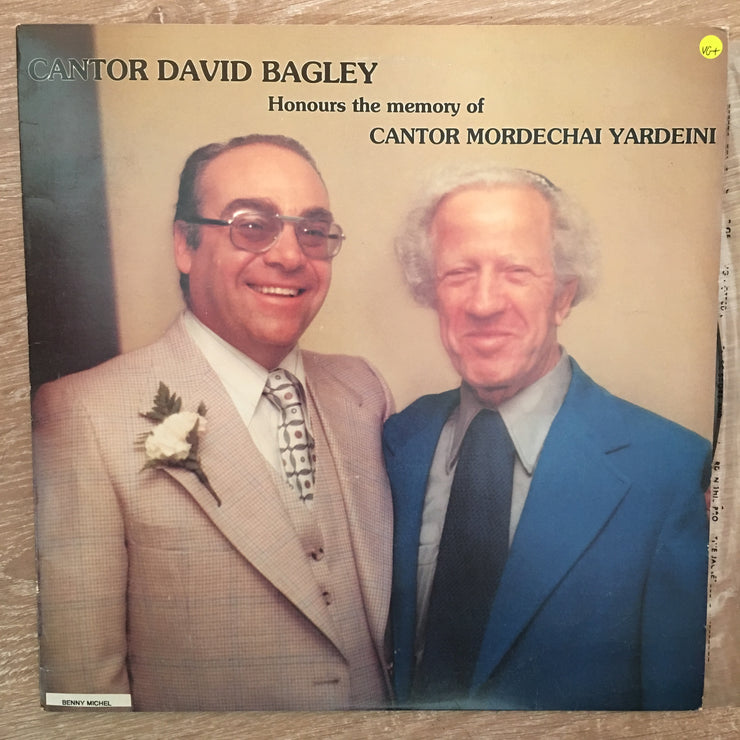 CANTOR DAVID BAGLEY
Honours the memory of
CANTOR MORDECHAI YARDEINI
VG+
BENNY MICHEL